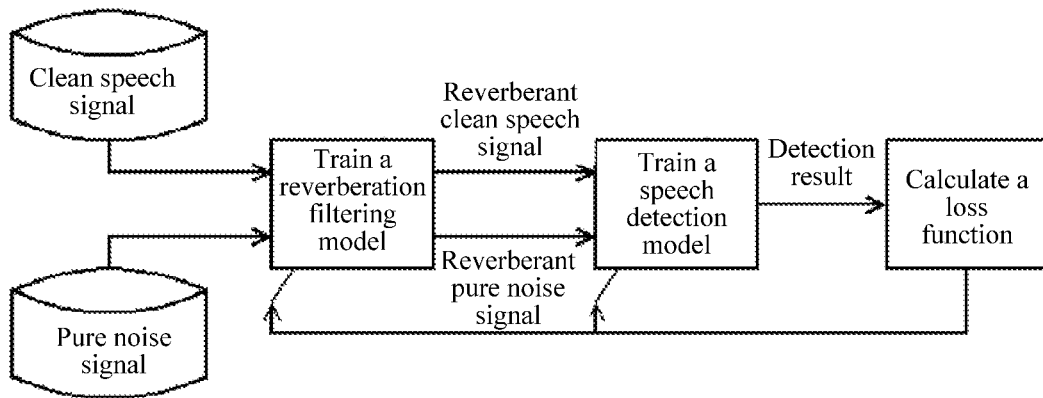 Clean speech
signal
Pure noise
signal
Train a
reverberation
filtering
model
Reverberant
clean speech
signal
Reverberant
pure noise
signal
Train a
speech
detection
model
Detection
result
Calculate a
loss
function